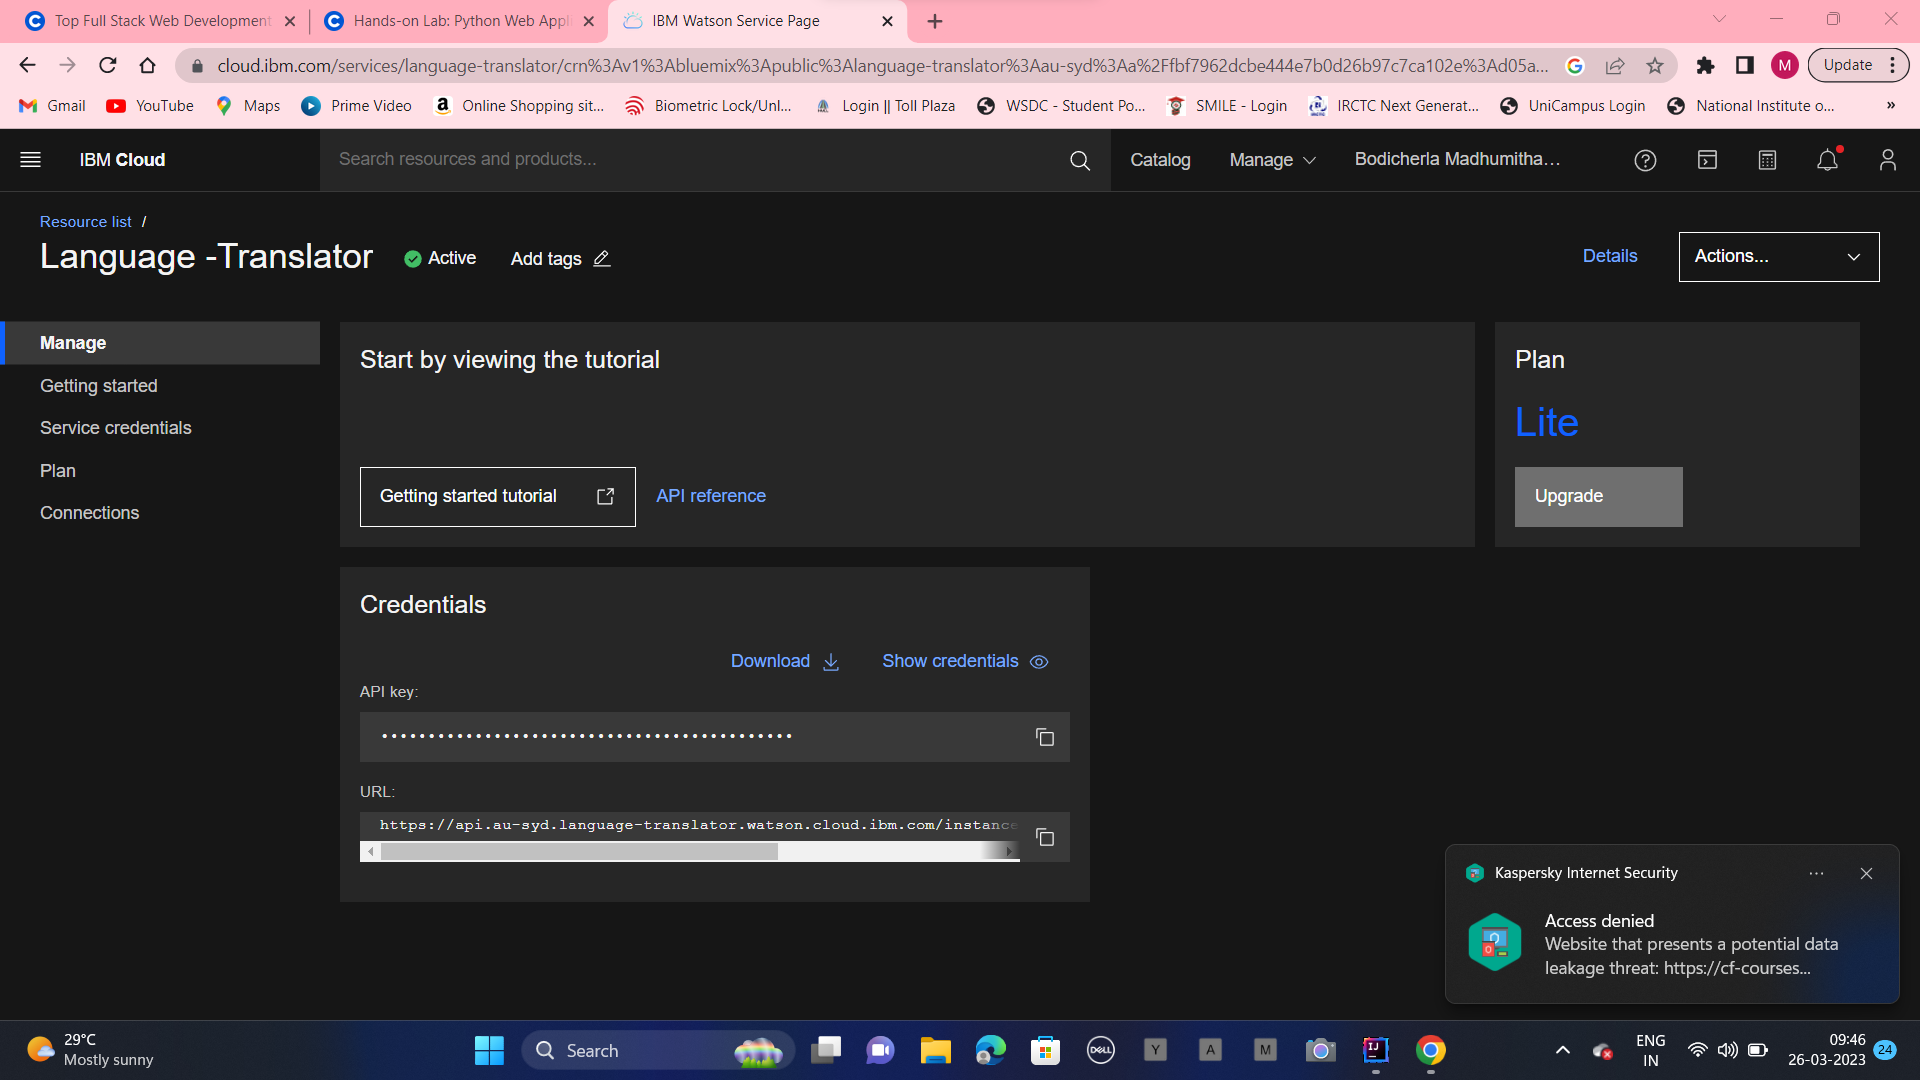 Top Full Stack Web Development
Hands-on Lab: Python Web Appli
IBM Watson Service Page
cloud.ibm.com/services/language-translator/crn%3Av1%3Abluemix%3Apublic%3Alanguage-translator%3Aau-syd%3Aa%2Ffbf7962dcbe444e7b0d26b97c7ca102e%3Ad05a...
M
Update
Gmail
YouTube
Maps
Prime Video
Online Shopping sit...
Biometric Lock/Unl...
Login || Toll Plaza
WSDC - Student Po...
SMILE - Login
IRCTC Next Generat...
UniCampus Login
National Institute o...
»
IBM Cloud
Search resources and products...
Catalog
Manage
Bodicherla Madhumitha...
Resource list /
Language -Translator
Active
Add tags
Details
Actions...
Manage
Getting started
Service credentials
Plan
Connections
Start by viewing the tutorial
Getting started tutorial
API reference
Plan
Lite
Upgrade
Credentials
Download
Show credentials
API key:
••••••••••••••••••••••••••••••••••••••••••••
URL:
https://api.au-syd.language-translator.watson.cloud.ibm.com/instance
Kaspersky Internet Security
Access denied
Website that presents a potential data
leakage threat: https://cf-courses...
29°C
Mostly sunny
Search
DELL
Y
A
M
IJ
ENG
IN
09:46
26-03-2023
24